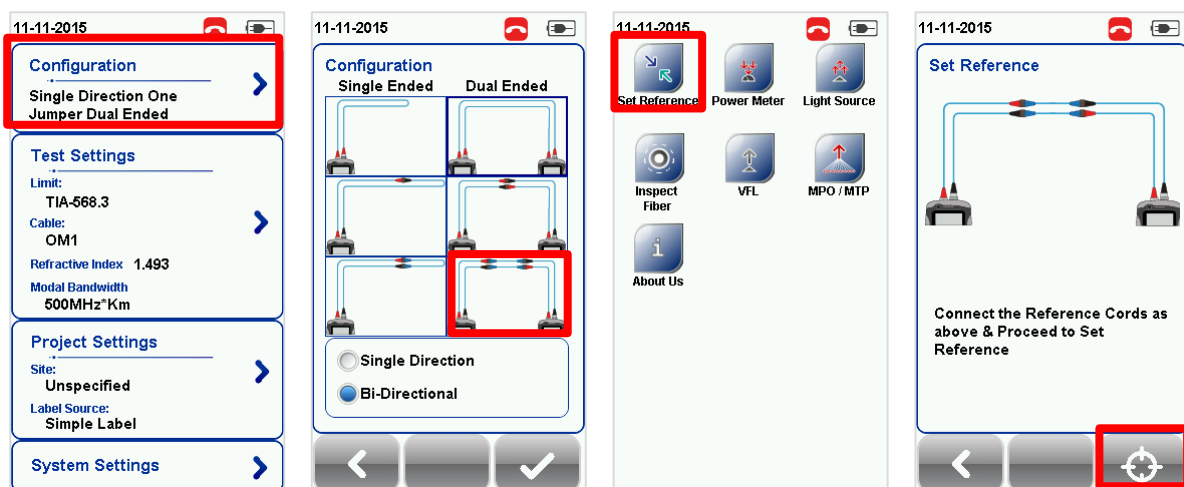 11-11-2015
Configuration
Single Direction One
Jumper Dual Ended
Test Settings
Limit:
TIA-568.3
Cable:
OM1
Refractive Index 1.493
Modal Bandwidth
500MHz*Km
Project Settings
Site:
Unspecified
Label Source:
Simple Label
System Settings
11-11-2015
Configuration
Single Ended Dual Ended
Single Direction
Bi-Directional
11-11-2015
Set Reference Power Meter Light Source
Inspect
Fiber
VFL
MPO / MTP
i
About Us
11-11-2015
Set Reference
Connect the Reference Cords as
above & Proceed to Set
Reference